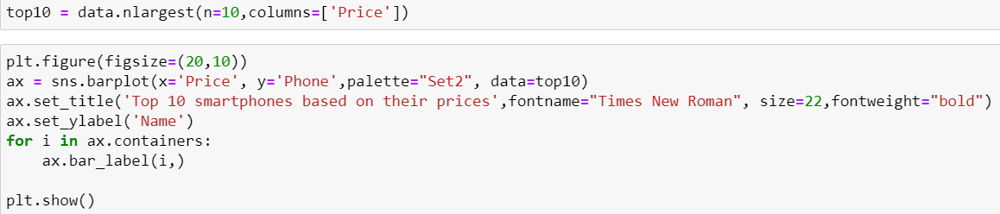 top10 = data.nlargest(n=10,columns=['Price'])
plt.figure(figsize=(20,10))
ax = sns.barplot(x='Price', y='Phone',palette="Set2", data=top10)
ax.set_title('Top 10 smartphones based on their prices',fontname="Times New Roman", size=22,fontweight="bold")
ax.set_ylabel('Name')
for i in ax.containers:
    ax.bar_label(i,)
plt.show()